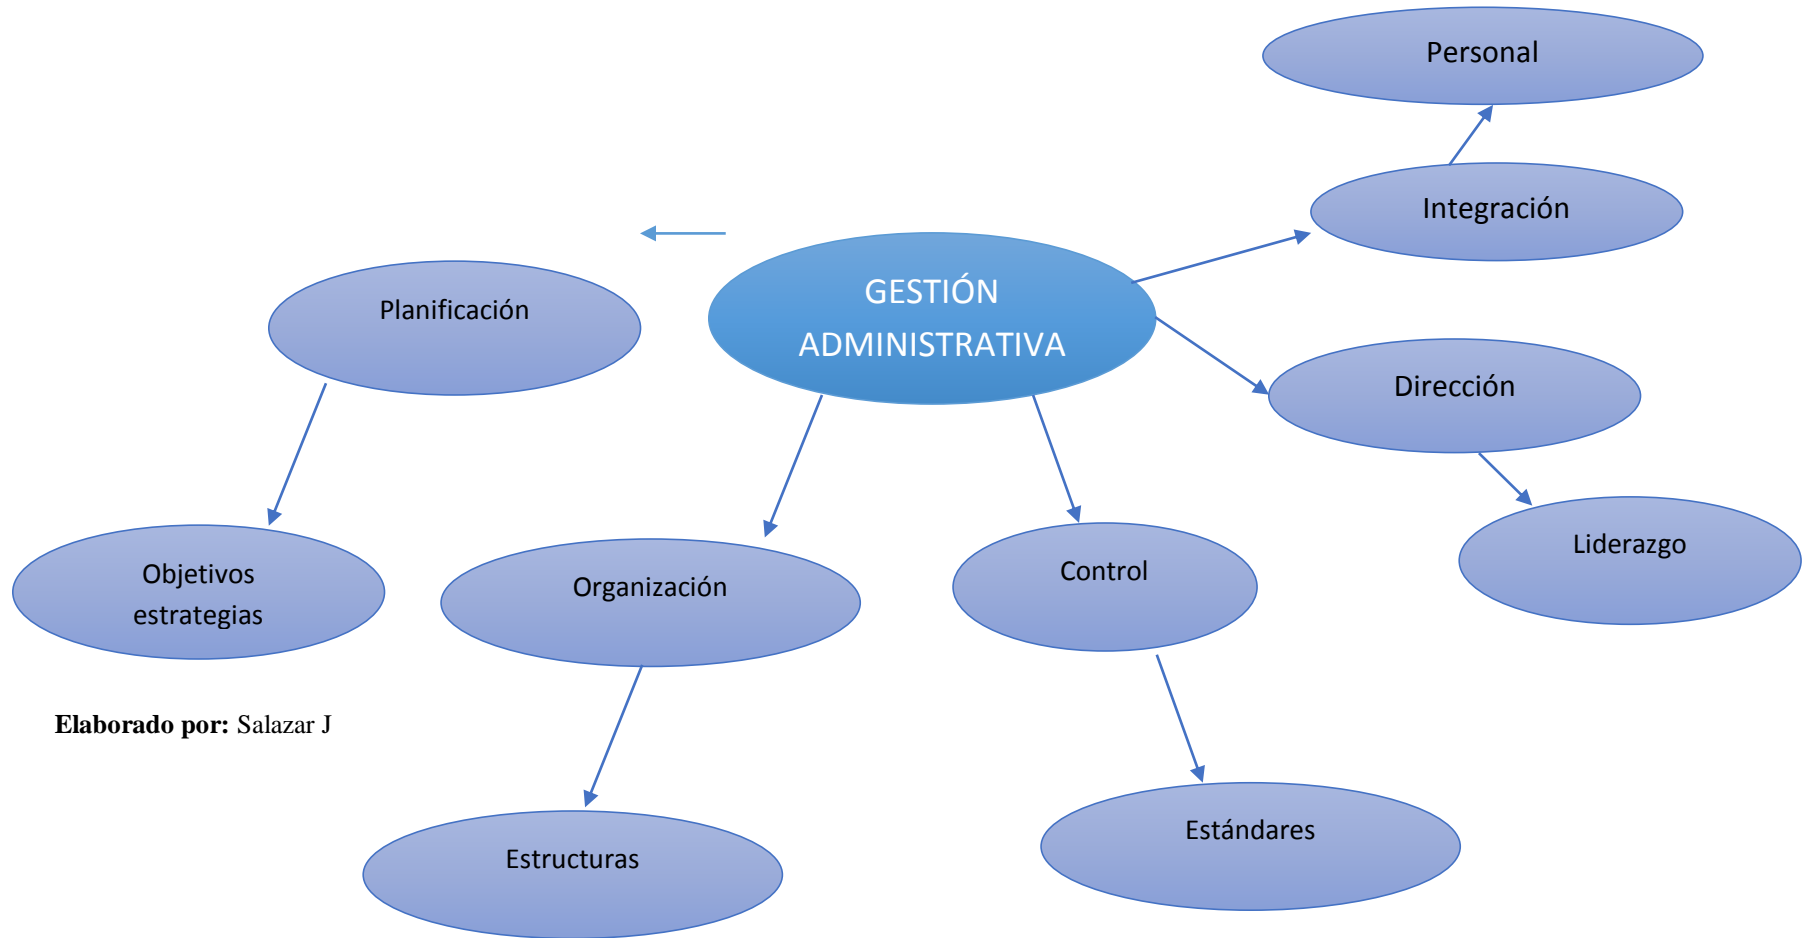 Personal
Integración
GESTIÓN
ADMINISTRATIVA
Planificación
Dirección
Liderazgo
Objetivos
estrategias
Organización
Control
Elaborado por: Salazar J
Estándares
Estructuras